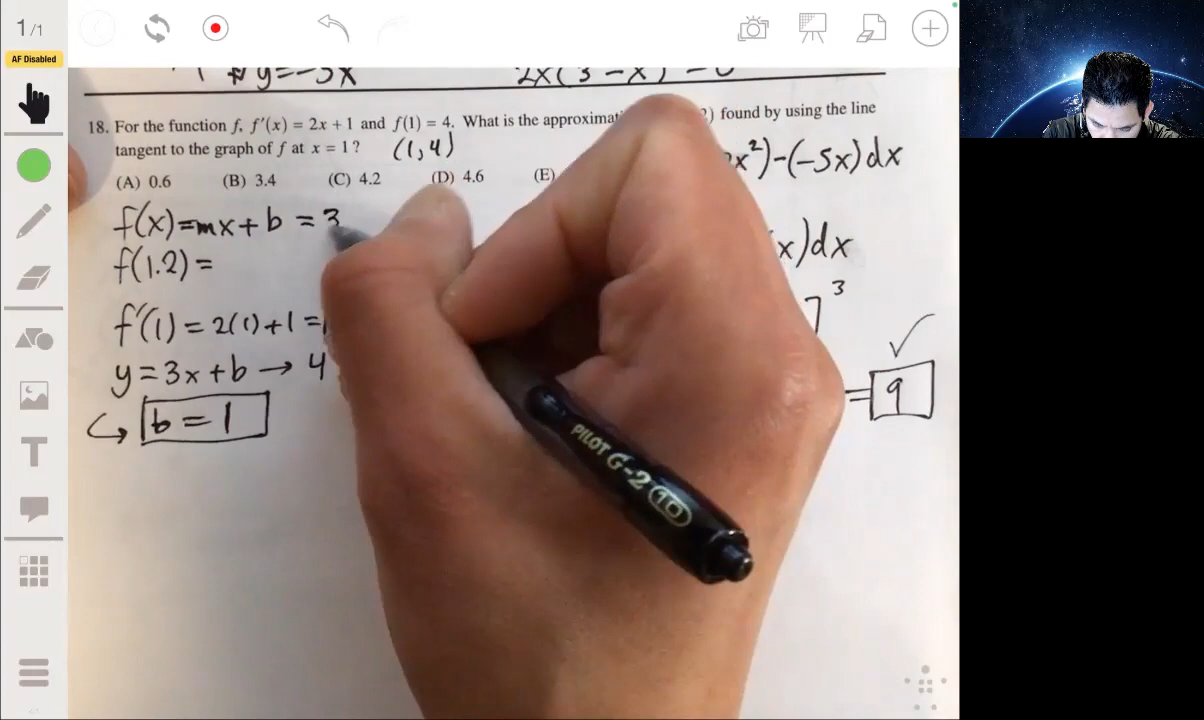 1/1
AF Disabled
y=-5x 2x(3-x)=0
18. For the function f, f′(x) = 2x + 1 and f(1) = 4. What is the 2) found by using the line
tangent to the graph of f at x = 1? (1,4)
x²)-(-5x)dx
(A) 0.6 (B) 3.4 (C) 4.2 (D) 4.6 (E)
f(x)=mx+b = 3
x)dx
f(1.2) =
3
f′(1) = 2(1)+1 =
y=3x+b → 4
= 9
b = 1
PILOT G-2 10
T